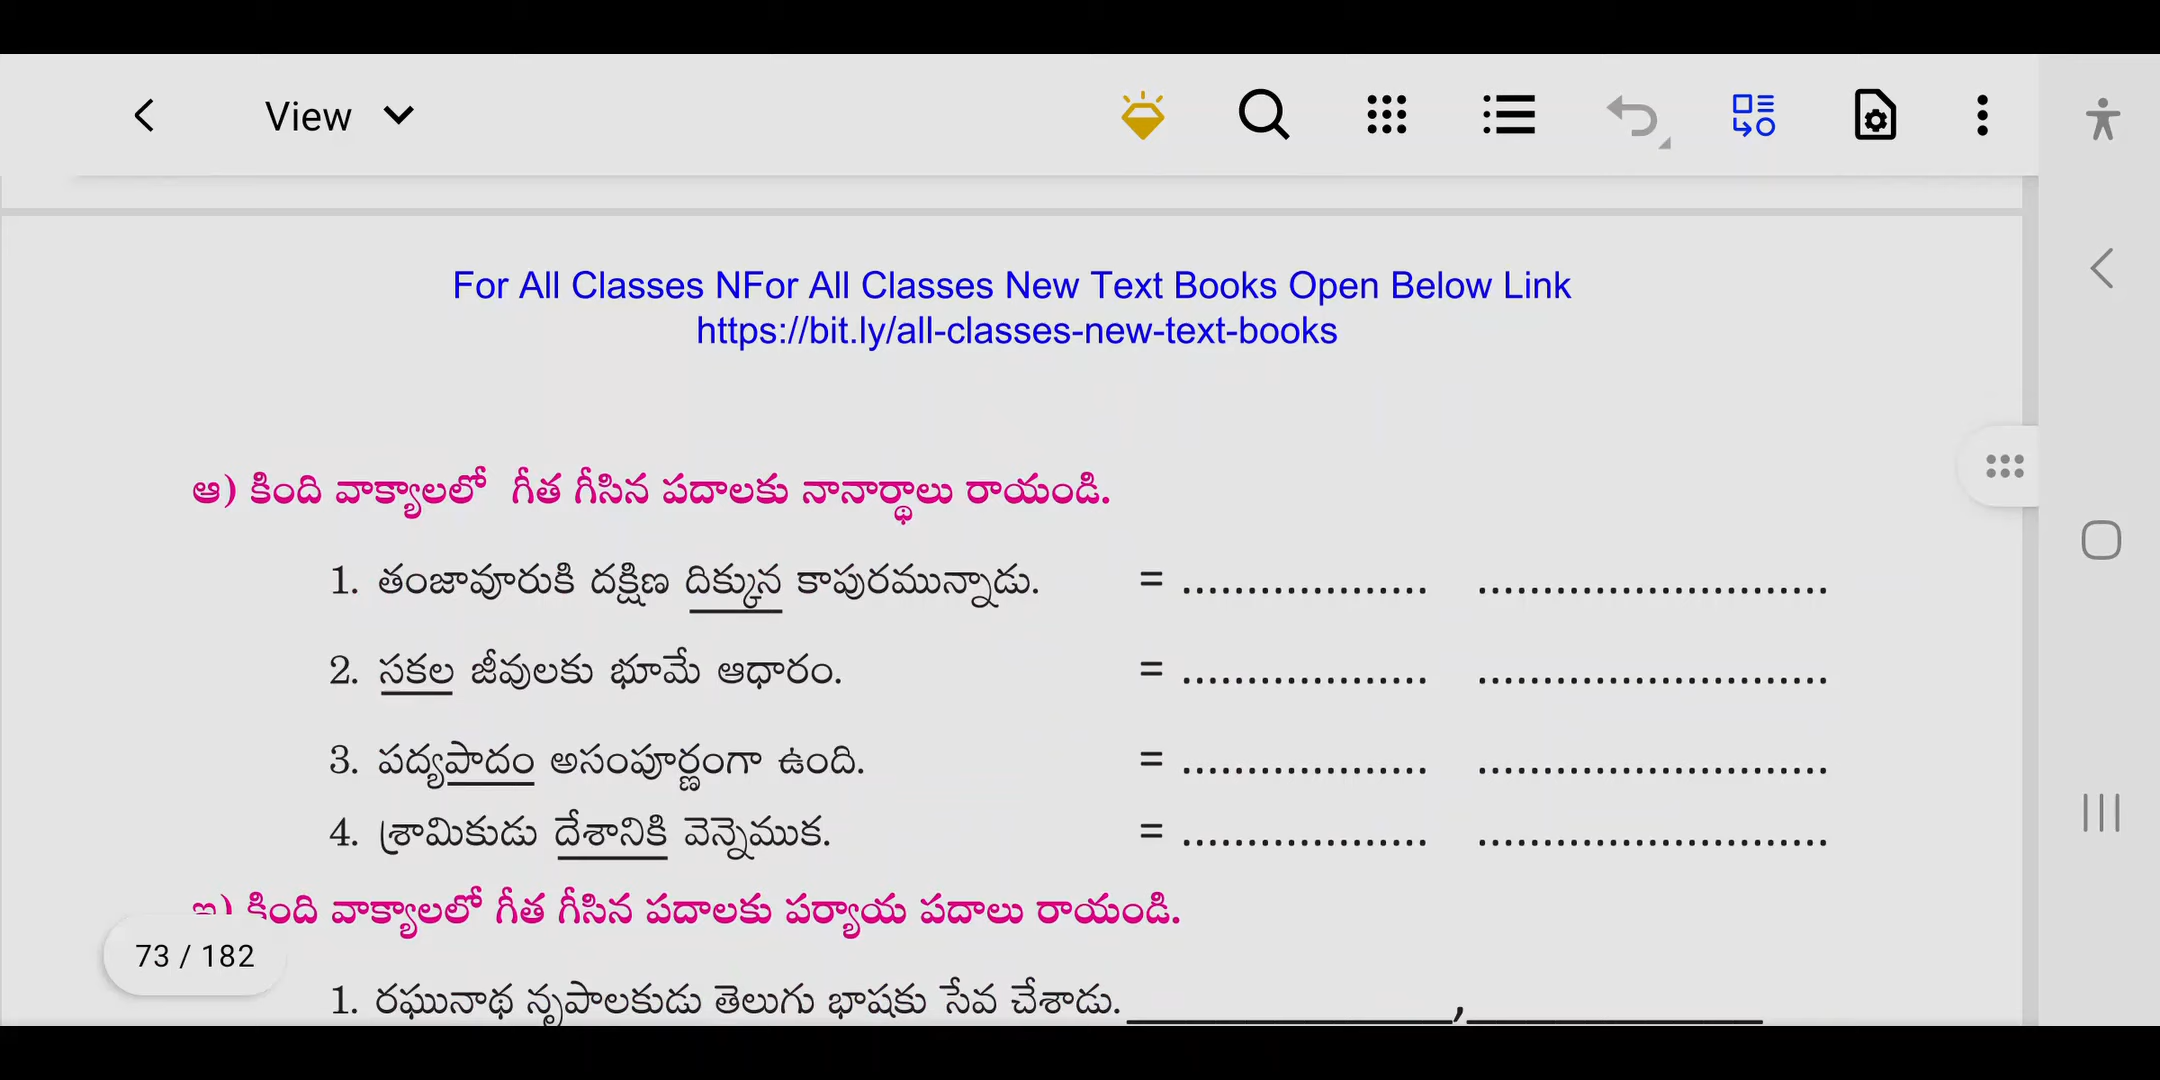 View
For All Classes NFor All Classes New Text Books Open Below Link
https://bit.ly/all-classes-new-text-books
ఆ) కింది వాక్యాలలో గీత గీసిన పదాలకు నానార్థాలు రాయండి.
1. తంజావూరుకి దక్షిణ దిక్కున కాపురమున్నాడు. = ................... ...........................
2. సకల జీవులకు భూమే ఆధారం. = ................... ...........................
3. పద్యపాదం అసంపూర్ణంగా ఉంది. = ................... ...........................
4. శ్రామికుడు దేశానికి వెన్నెముక. = ................... ...........................
ఇ) కింది వాక్యాలలో గీత గీసిన పదాలకు పర్యాయ పదాలు రాయండి.
73 / 182
1. రఘునాథ నృపాలకుడు తెలుగు భాషకు సేవ చేశాడు.________________,______________